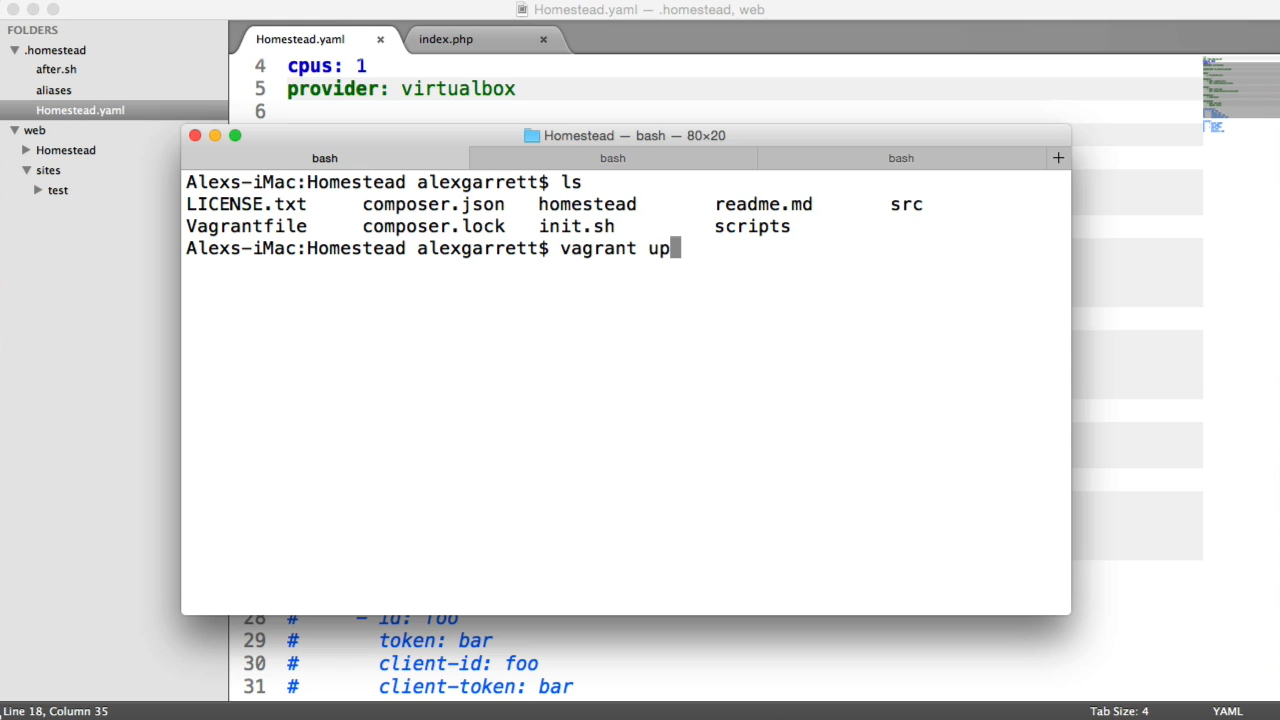 Homestead.yaml — .homestead, web
FOLDERS
.homestead
after.sh
aliases
Homestead.yaml
web
Homestead
sites
test
Homestead.yaml × index.php ×
4 cpus: 1
5 provider: virtualbox
6
Homestead — bash — 80×20
bash bash bash +
Alexs-iMac:Homestead alexgarrett$ ls
LICENSE.txt composer.json homestead readme.md src
Vagrantfile composer.lock init.sh scripts
Alexs-iMac:Homestead alexgarrett$ vagrant up
28 # - id: foo
29 # token: bar
30 # client-id: foo
31 # client-token: bar
Line 18, Column 35 Tab Size: 4 YAML